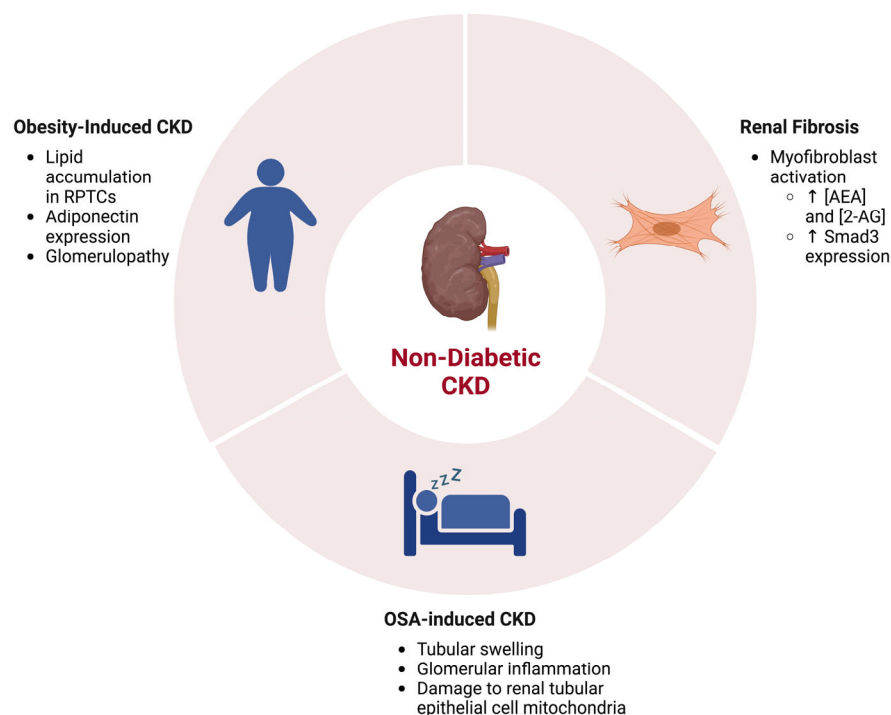 Obesity-Induced CKD
• Lipid
accumulation
in RPTCs
• Adiponectin
expression
• Glomerulopathy
Renal Fibrosis
• Myofibroblast
activation
○ ↑ [AEA]
and [2-AG]
○ ↑ Smad3
expression
Non-Diabetic
CKD
z z Z
OSA-induced CKD
• Tubular swelling
• Glomerular inflammation
• Damage to renal tubular
epithelial cell mitochondria